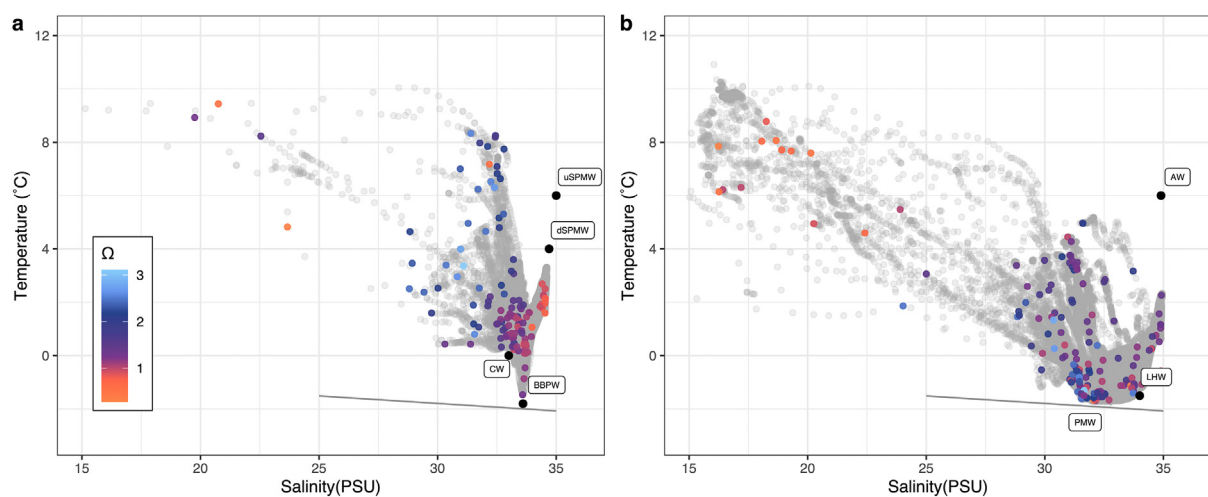 a
b
12
8
4
0
Temperature (˚C)
uSPMW
dSPMW
CW
BBPW
Ω
3
2
1
15
20
25
30
35
Salinity(PSU)
12
8
4
0
Temperature (˚C)
AW
LHW
PMW
15
20
25
30
35
Salinity(PSU)